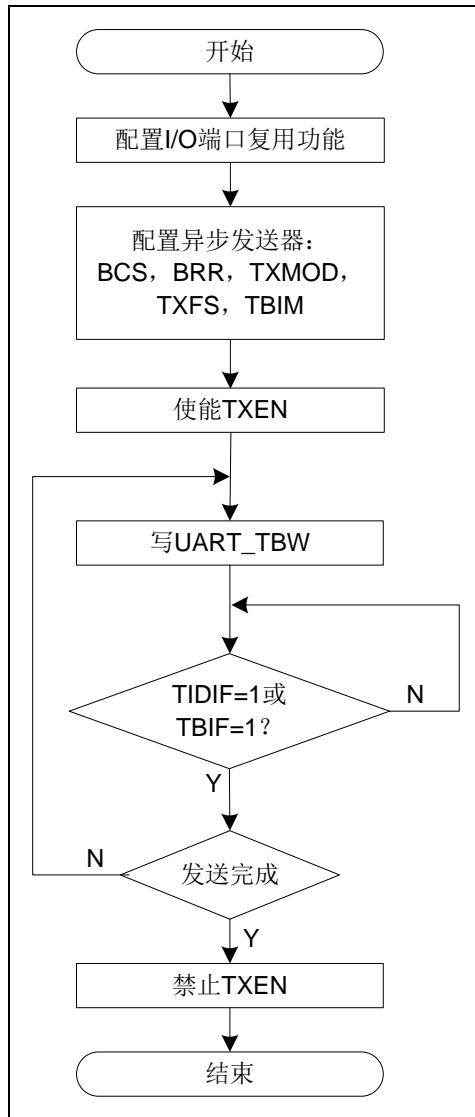 开始
配置I/O端口复用功能
配置异步发送器：
BCS，BRR，TXMOD，
TXFS，TBIM
使能TXEN
写UART_TBW
TIDIF=1或
TBIF=1？
N
Y
N
发送完成
Y
禁止TXEN
结束